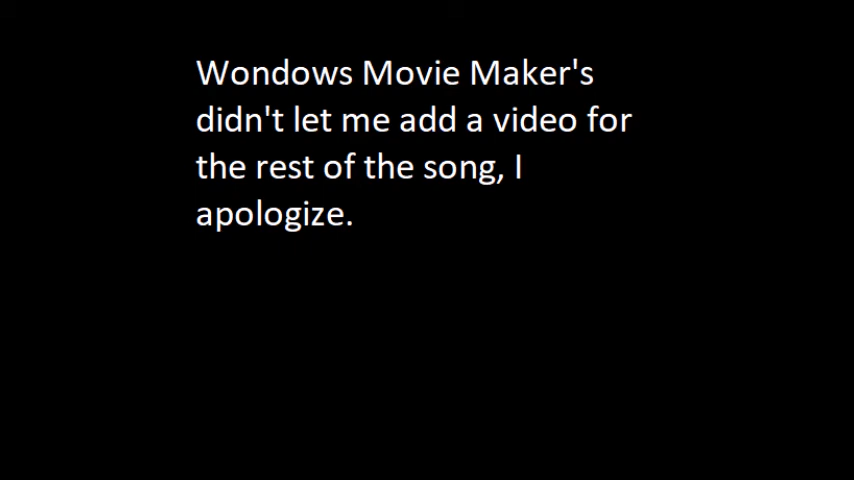 Wondows Movie Maker's
didn't let me add a video for
the rest of the song, I
apologize.